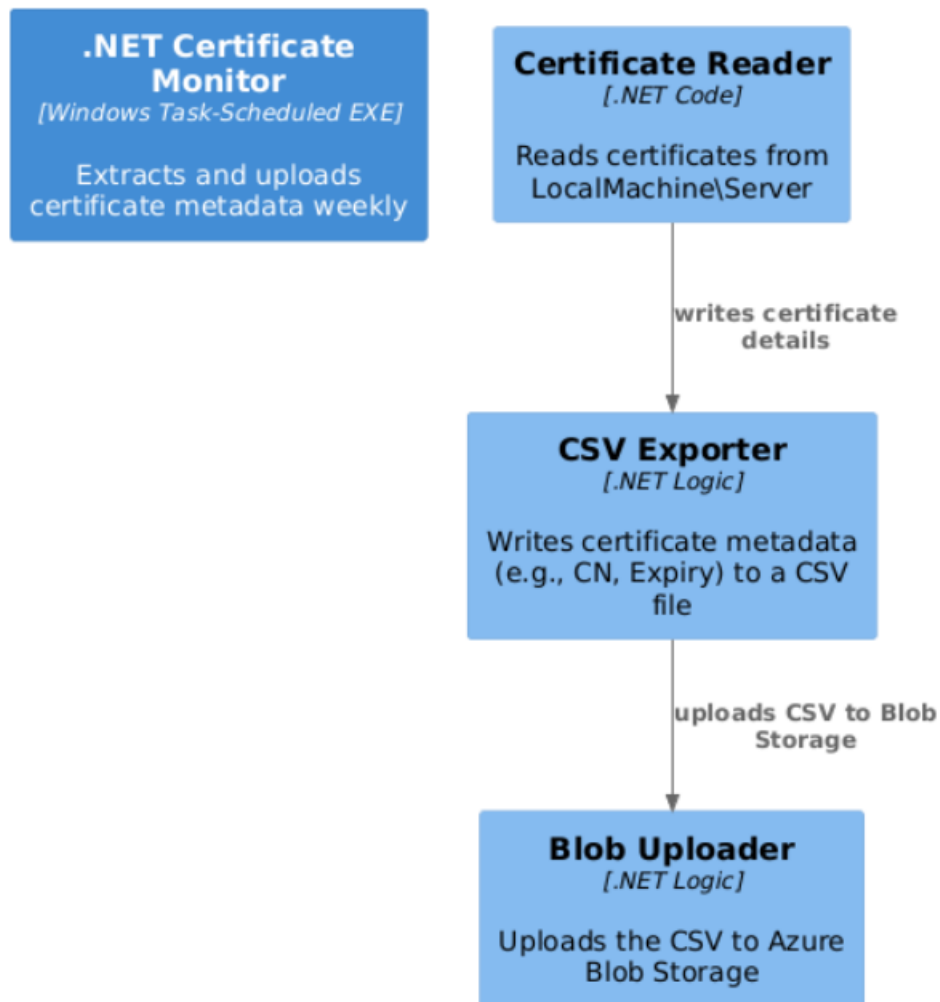 .NET Certificate
Monitor
[Windows Task-Scheduled EXE]
Extracts and uploads
certificate metadata weekly
Certificate Reader
[.NET Code]
Reads certificates from
LocalMachine\Server
writes certificate
details
CSV Exporter
[.NET Logic]
Writes certificate metadata
(e.g., CN, Expiry) to a CSV
file
uploads CSV to Blob
Storage
Blob Uploader
[.NET Logic]
Uploads the CSV to Azure
Blob Storage